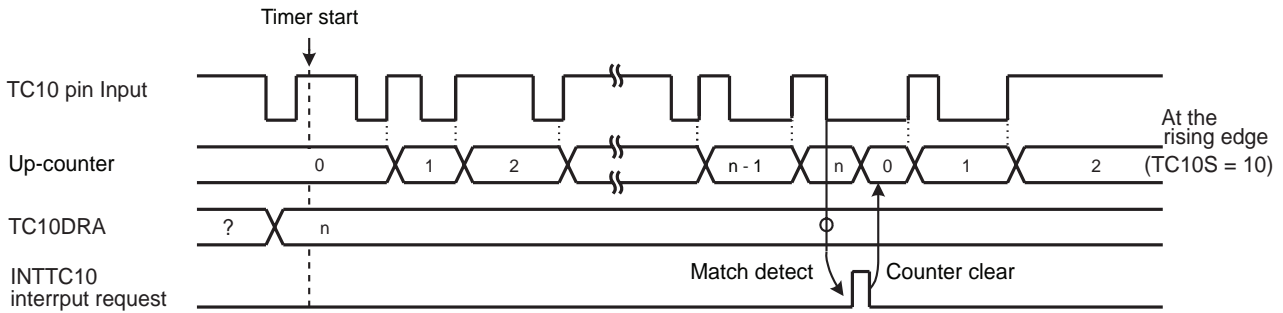 Timer start
TC10 pin Input
At the
rising edge
(TC10S = 10)
Up-counter
0
1
2
n - 1
n
0
1
2
TC10DRA
?
n
Match detect
Counter clear
INTTC10
interrput request